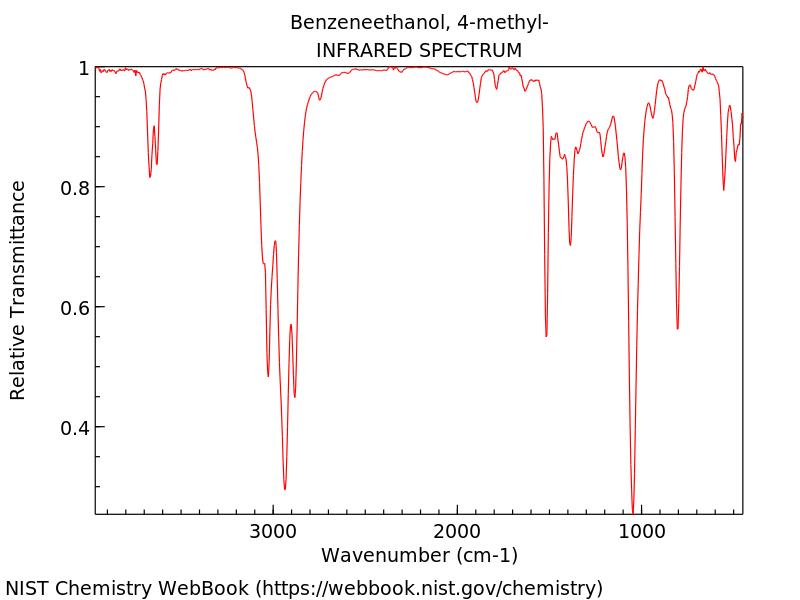 Benzeneethanol, 4-methyl-
INFRARED SPECTRUM
1
0.8
0.6
0.4
Relative Transmittance
3000 2000 1000
Wavenumber (cm-1)
NIST Chemistry WebBook (https://webbook.nist.gov/chemistry)